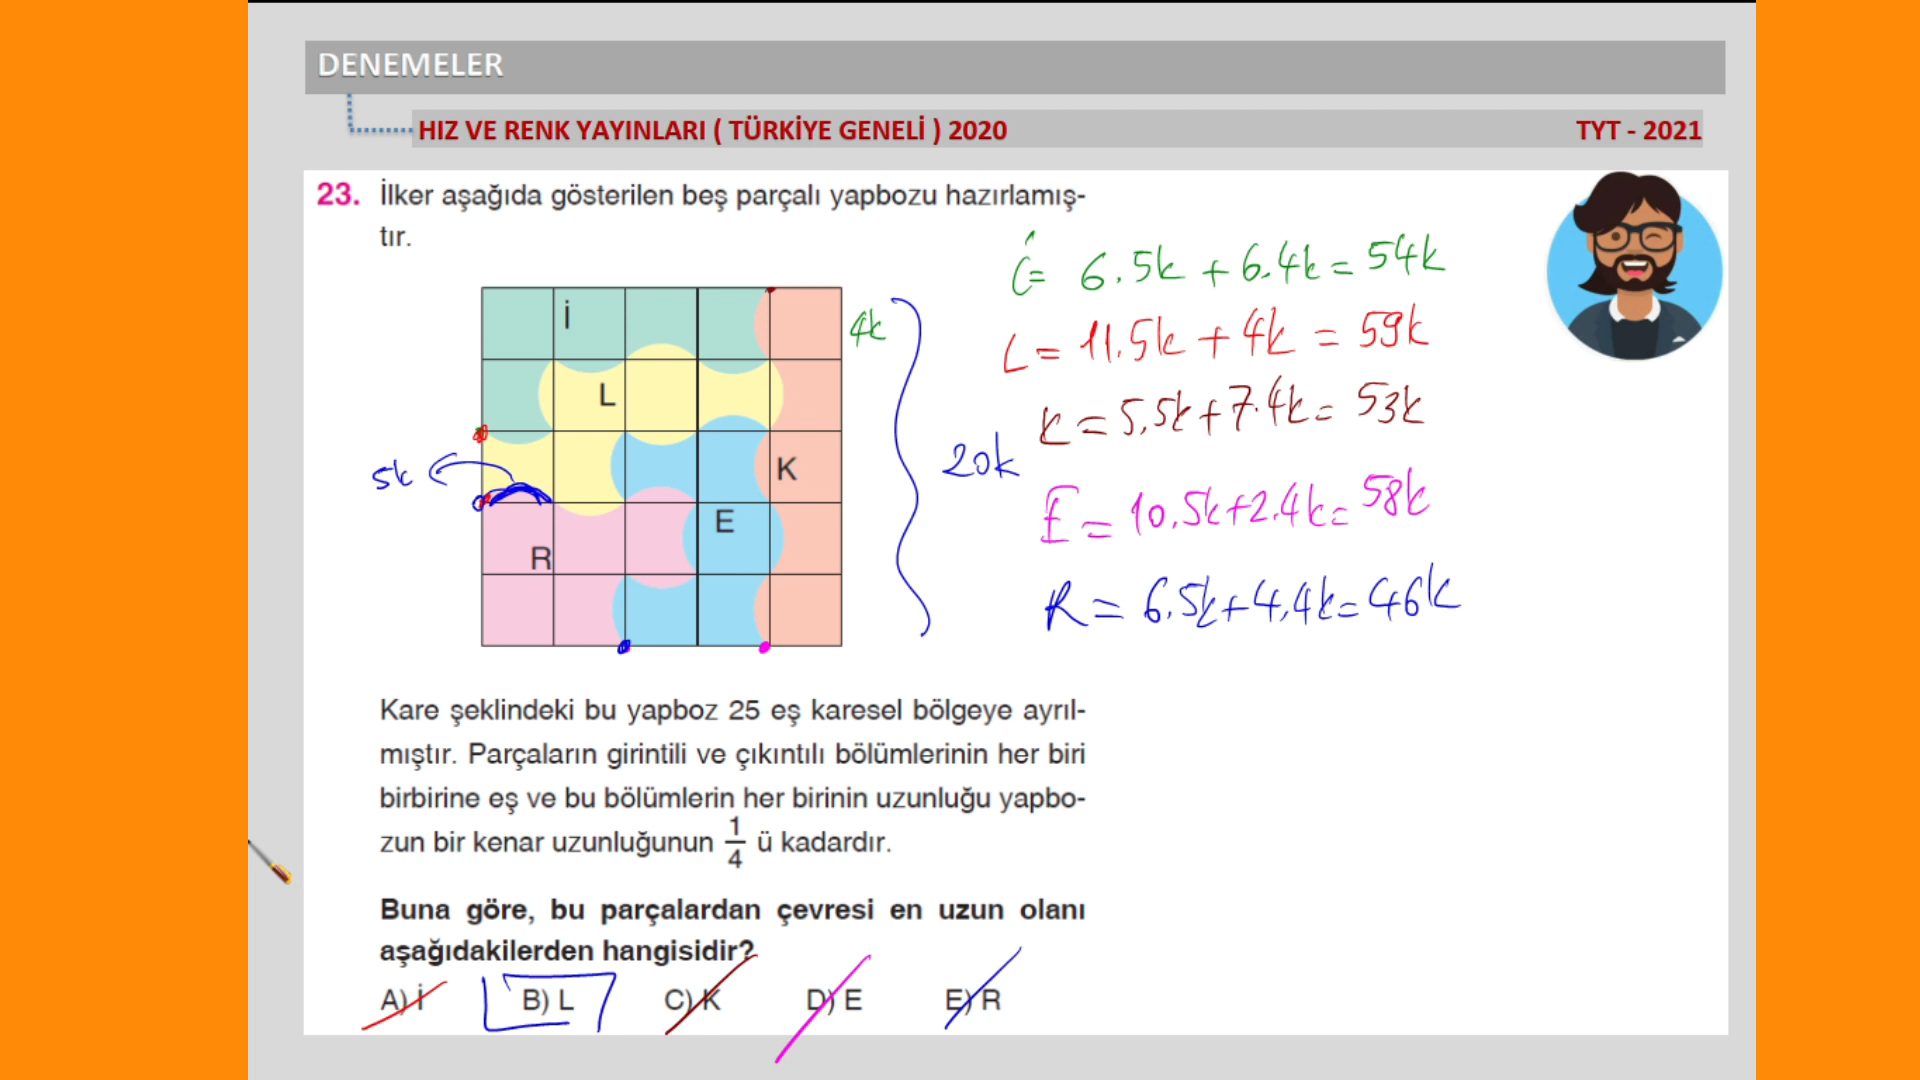 DENEMELER
HIZ VE RENK YAYINLARI ( TÜRKİYE GENELİ ) 2020
TYT - 2021
23. İlker aşağıda gösterilen beş parçalı yapbozu hazırlamış-
tır.
İ
L
K
E
R
4k
20k
5k
İ= 6.5k + 6.4k = 54k
L = 11.5k + 4k = 59k
K = 5.5k + 7.4k = 53k
E = 10.5k + 2.4k = 58k
R = 6.5k + 4.4k = 46k
Kare şeklindeki bu yapboz 25 eş karesel bölgeye ayrıl-
mıştır. Parçaların girintili ve çıkıntılı bölümlerinin her biri
birbirine eş ve bu bölümlerin her birinin uzunluğu yapbo-
zun bir kenar uzunluğunun 1/4 ü kadardır.
Buna göre, bu parçalardan çevresi en uzun olanı
aşağıdakilerden hangisidir?
A) İ B) L C) K D) E E) R